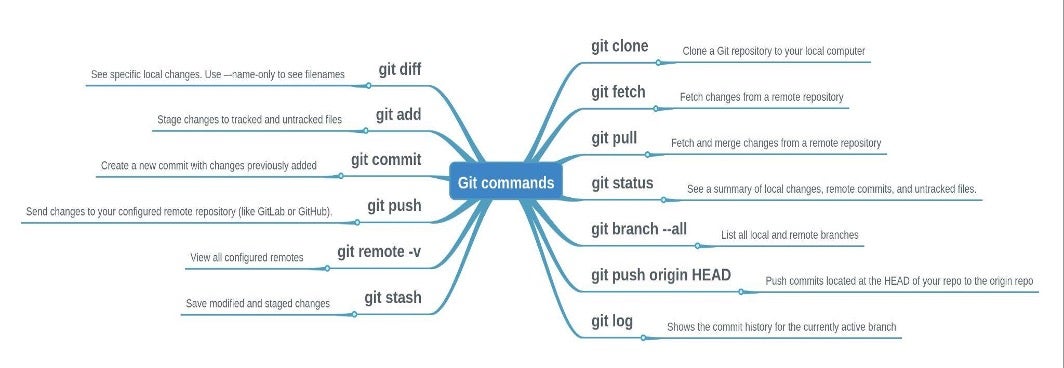 git clone
Clone a Git repository to your local computer
git fetch
Fetch changes from a remote repository
git pull
Fetch and merge changes from a remote repository
git status
See a summary of local changes, remote commits, and untracked files.
git branch --all
List all local and remote branches
git push origin HEAD
Push commits located at the HEAD of your repo to the origin repo
git log
Shows the commit history for the currently active branch
Git commands
git diff
See specific local changes. Use —name-only to see filenames
git add
Stage changes to tracked and untracked files
git commit
Create a new commit with changes previously added
git push
Send changes to your configured remote repository (like GitLab or GitHub).
git remote -v
View all configured remotes
git stash
Save modified and staged changes